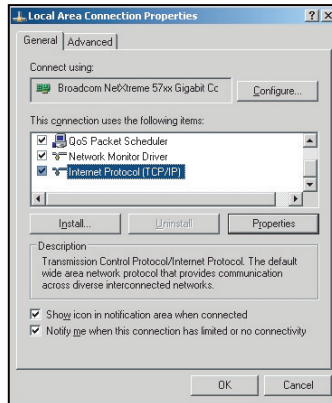 Local Area Connection Properties
General Advanced
Connect using:
Broadcom NetXtreme 57xx Gigabit Cc Configure...
This connection uses the following items:
QoS Packet Scheduler
Network Monitor Driver
Internet Protocol (TCP/IP)
Install... Uninstall Properties
Description
Transmission Control Protocol/Internet Protocol. The default
wide area network protocol that provides communication
across diverse interconnected networks.
Show icon in notification area when connected
Notify me when this connection has limited or no connectivity
OK Cancel